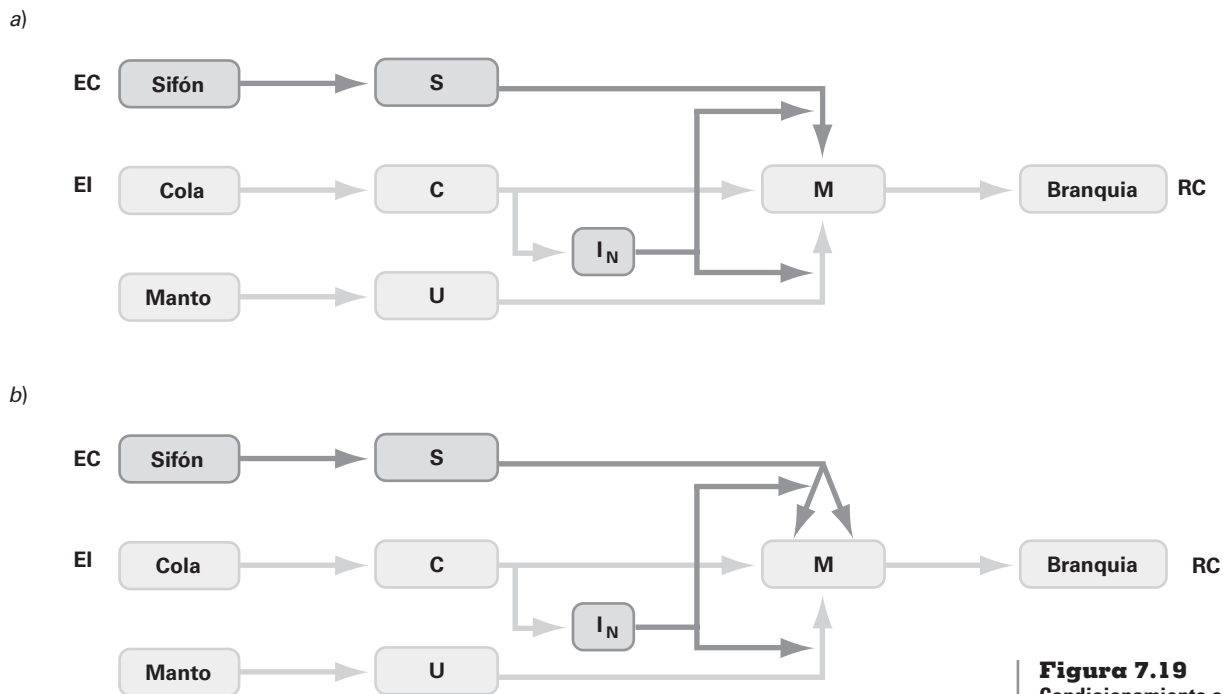 a)
EC Sifón S
EI Cola C M Branquia RC
I_N
Manto U
b)
EC Sifón S
EI Cola C M Branquia RC
I_N
Manto U
Figura 7.19